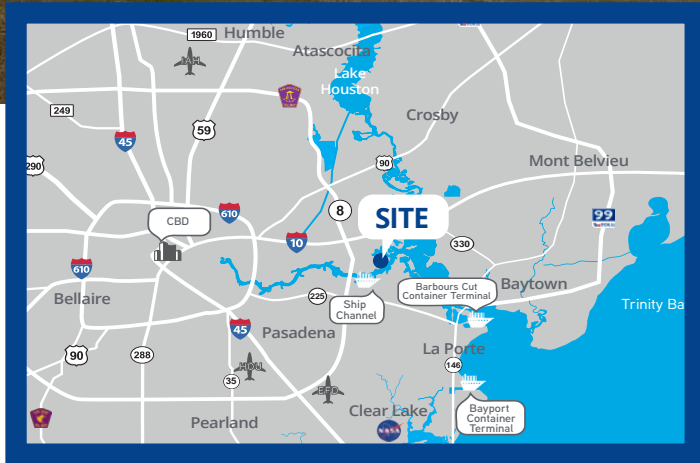 1960
Humble
IAH
Atascocita
Lake
Houston
249
45
59
Crosby
290
90
Mont Belvieu
CBD
610
8
SITE
99
10
330
610
Barbours Cut
Container Terminal
Baytown
Bellaire
225
Ship
Channel
Trinity Ba
45
Pasadena
90
288
La Porte
146
HOU
35
EFD
Clear Lake
Pearland
NASA
Bayport
Container
Terminal